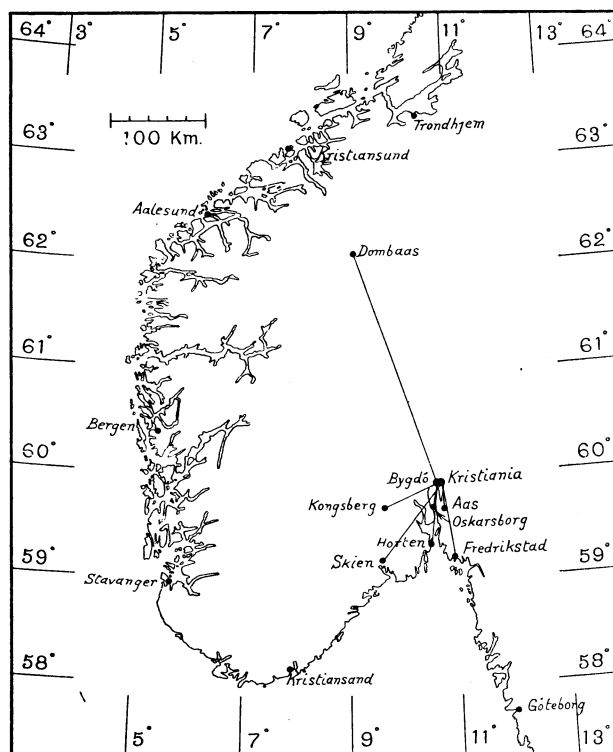 3° 5° 7° 9° 11° 13°
64° 64°
Trondhjem
63° 63°
100 Km.
Kristiansund
Aalesund
62° 62°
Dombaas
61° 61°
Bergen
60° 60°
Bygdö Kristiania
Kongsberg Aas
Oskarsborg
Horten Fredrikstad
59° Skien 59°
Stavanger
58° Kristiansand 58°
Göteborg
5° 7° 9° 11° 13°